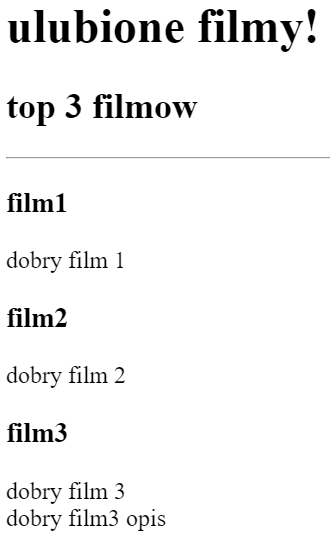 ulubione filmy!
top 3 filmow
film1
dobry film 1
film2
dobry film 2
film3
dobry film 3
dobry film3 opis